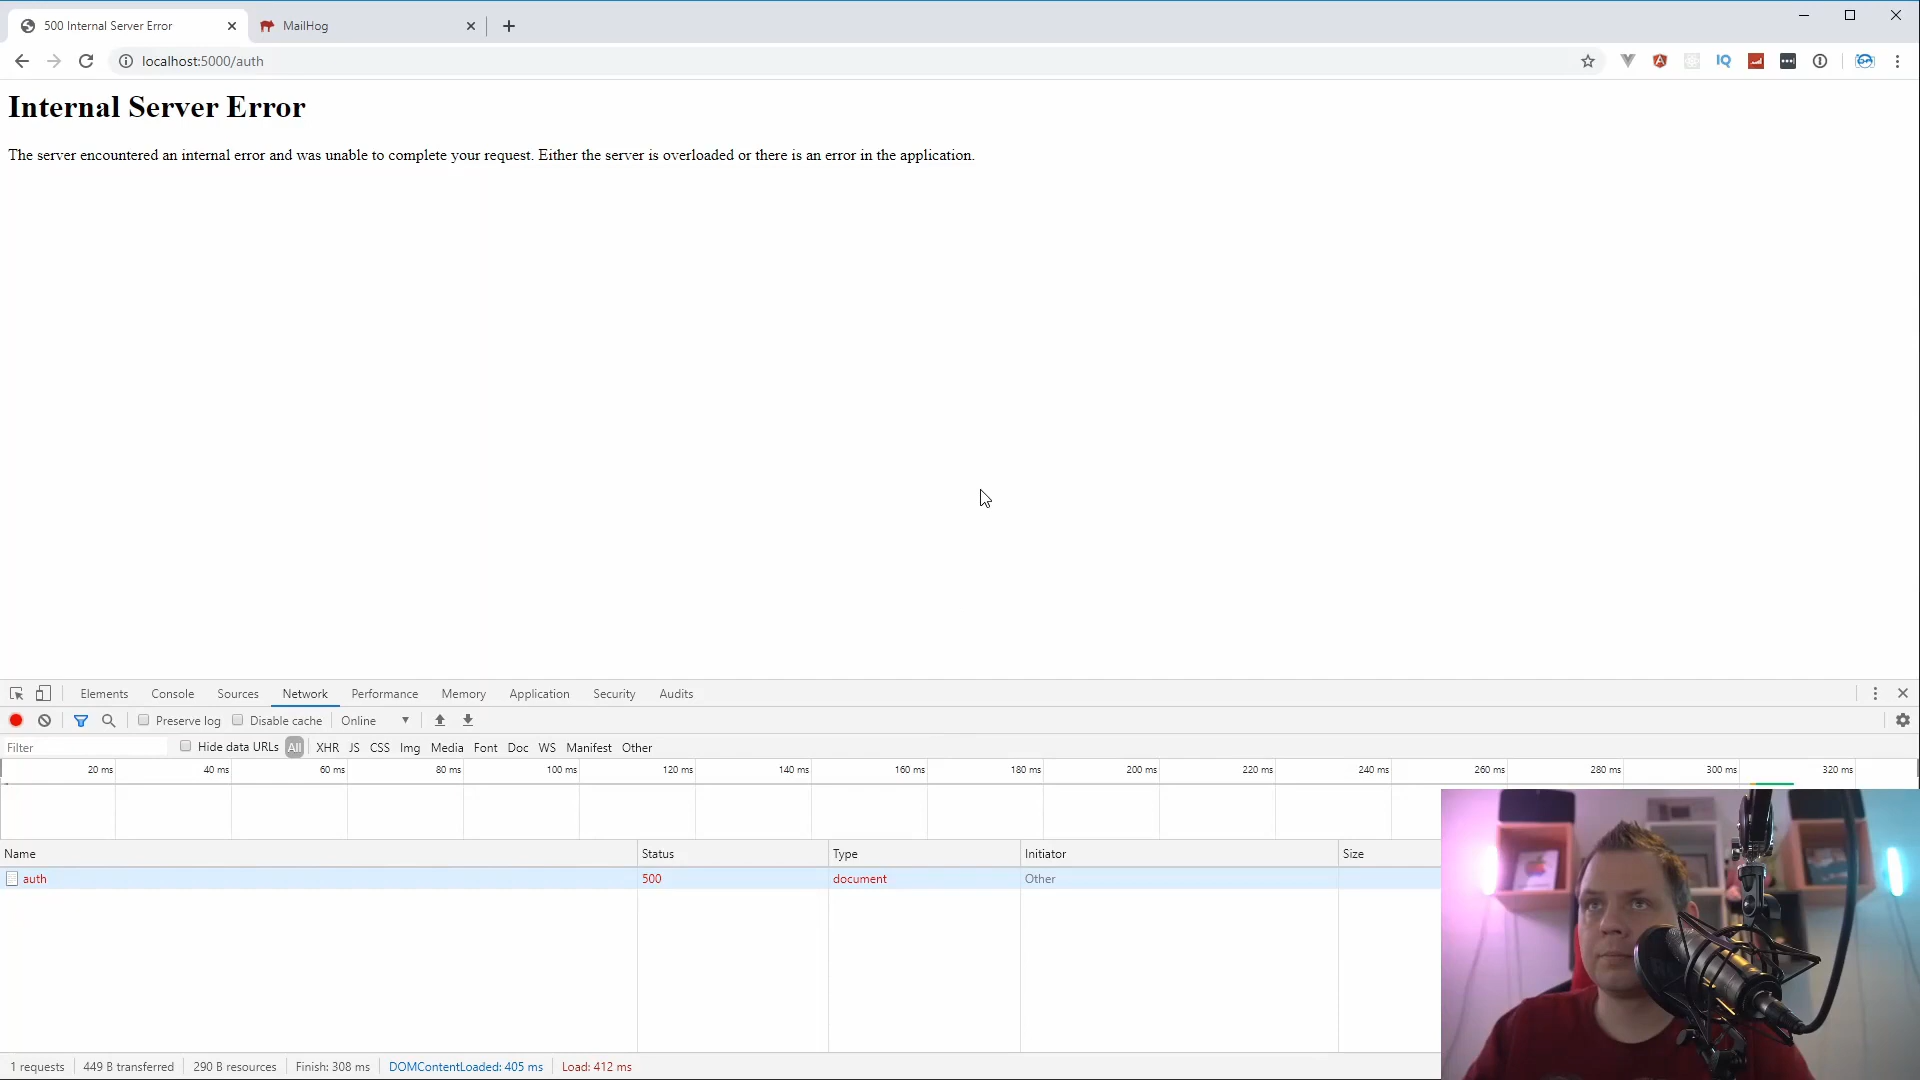 500 Internal Server Error
MailHog
localhost:5000/auth
IQ
Internal Server Error
The server encountered an internal error and was unable to complete your request. Either the server is overloaded or there is an error in the application.
Elements Console Sources Network Performance Memory Application Security Audits
Preserve log Disable cache Online
Filter Hide data URLs All XHR JS CSS Img Media Font Doc WS Manifest Other
20 ms 40 ms 60 ms 80 ms 100 ms 120 ms 140 ms 160 ms 180 ms 200 ms 220 ms 240 ms 260 ms 280 ms 300 ms 320 ms
Name Status Type Initiator Size
auth 500 document Other
1 requests 449 B transferred 290 B resources Finish: 308 ms DOMContentLoaded: 405 ms Load: 412 ms